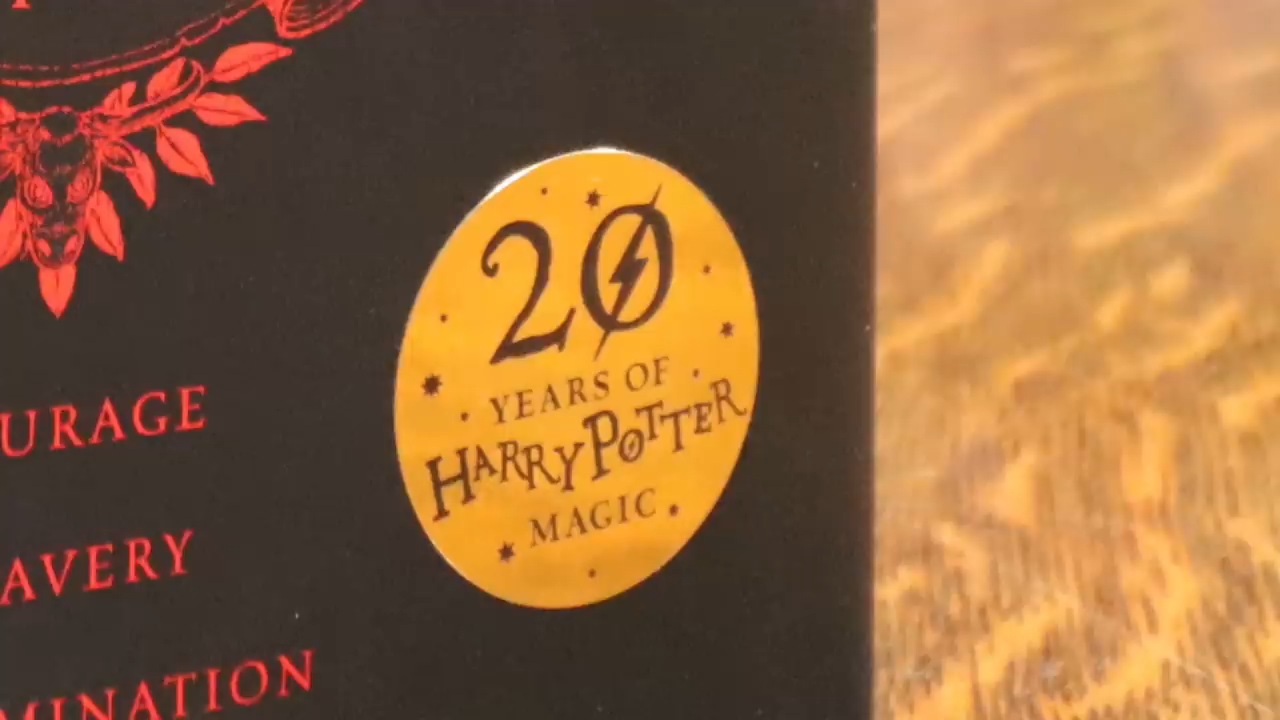 20
YEARS OF
HARRY POTTER
MAGIC
URAGE
AVERY
MINATION